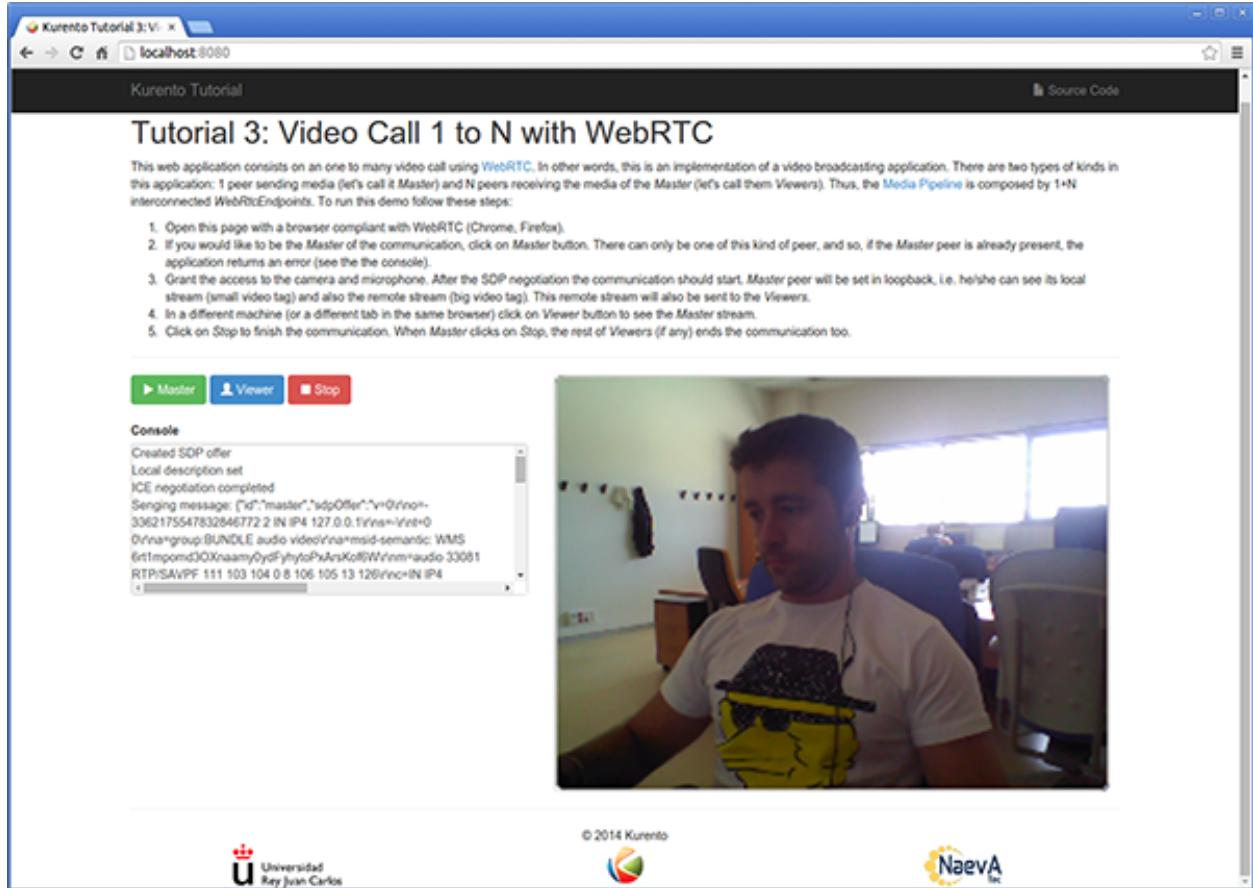 Kurento Tutorial 3: Vi
localhost:8080
Kurento Tutorial
Source Code
Tutorial 3: Video Call 1 to N with WebRTC
This web application consists on an one to many video call using WebRTC. In other words, this is an implementation of a video broadcasting application. There are two types of kinds in
this application: 1 peer sending media (let's call it Master) and N peers receiving the media of the Master (let's call them Viewers). Thus, the Media Pipeline is composed by 1+N
interconnected WebRtcEndpoints. To run this demo follow these steps:
1. Open this page with a browser compliant with WebRTC (Chrome, Firefox).
2. If you would like to be the Master of the communication, click on Master button. There can only be one of this kind of peer, and so, if the Master peer is already present, the
application returns an error (see the the console).
3. Grant the access to the camera and microphone. After the SDP negotiation the communication should start. Master peer will be set in loopback, i.e. he/she can see its local
stream (small video tag) and also the remote stream (big video tag). This remote stream will also be sent to the Viewers.
4. In a different machine (or a different tab in the same browser) click on Viewer button to see the Master stream.
5. Click on Stop to finish the communication. When Master clicks on Stop, the rest of Viewers (if any) ends the communication too.
Master
Viewer
Stop
Console
Created SDP offer
Local description set
ICE negotiation completed
Senging message: {"id":"master","sdpOffer":"v=0\r\no=-
3362175547832846772 2 IN IP4 127.0.0.1\r\ns=-\r\nt=0
0\r\na=group:BUNDLE audio video\r\na=msid-semantic: WMS
6rt1mpomd3OXnaamy0ydFyhytoPxArsKof6W\r\nm=audio 33081
RTP/SAVPF 111 103 104 0 8 106 105 13 126\r\nc=IN IP4
© 2014 Kurento
Universidad
Rey Juan Carlos
NaevA
Tec